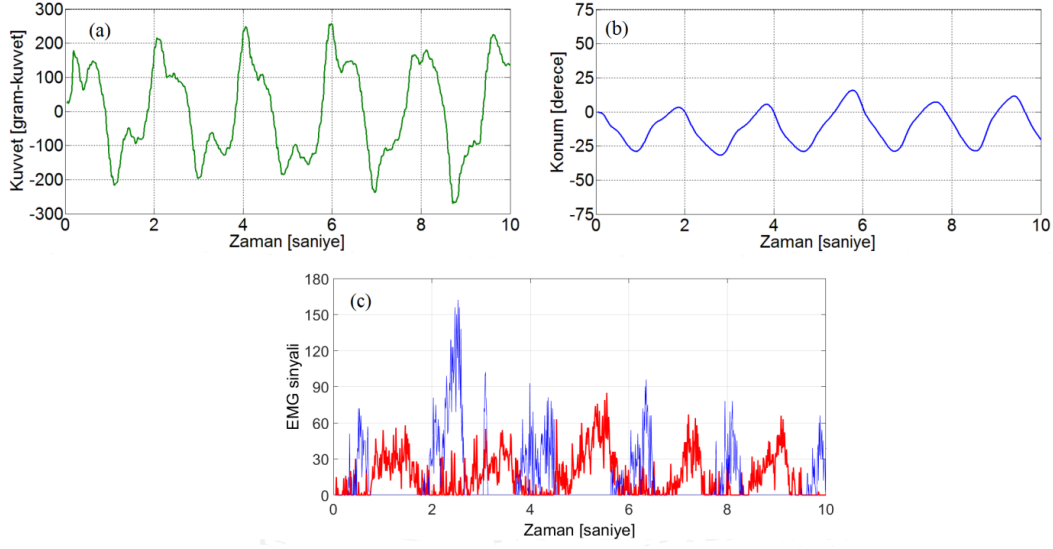 (a)
Kuvvet [gram-kuvvet]
300
200
100
0
-100
-200
-300
0 2 4 6 8 10
Zaman [saniye]
(b)
Konum [derece]
75
50
25
0
-25
-50
-75
0 2 4 6 8 10
Zaman [saniye]
(c)
EMG sinyali
180
150
120
90
60
30
0
0 2 4 6 8 10
Zaman [saniye]